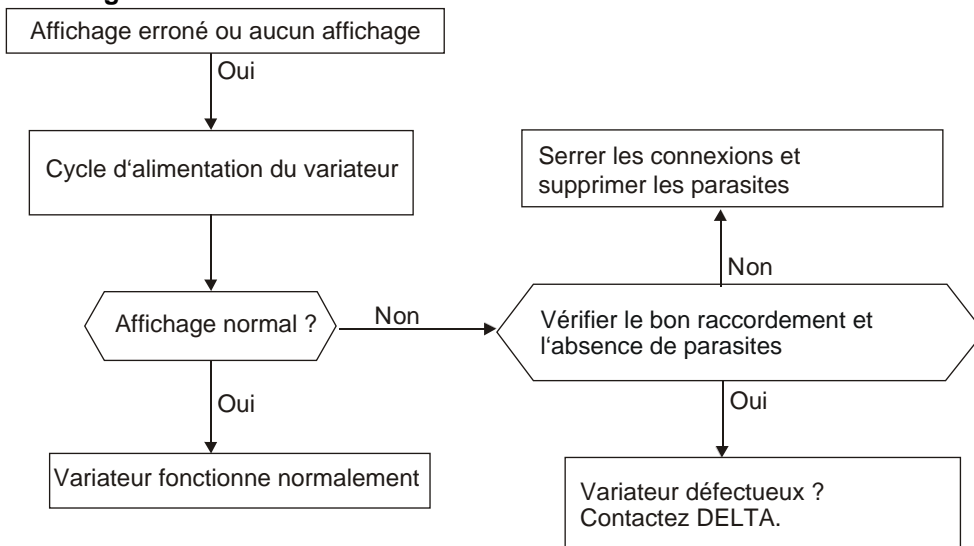 Affichage erroné ou aucun affichage
Oui
Cycle d‘alimentation du variateur
Serrer les connexions et
supprimer les parasites
Non
Affichage normal ?
Non
Vérifier le bon raccordement et
l‘absence de parasites
Oui
Oui
Variateur fonctionne normalement
Variateur défectueux ?
Contactez DELTA.